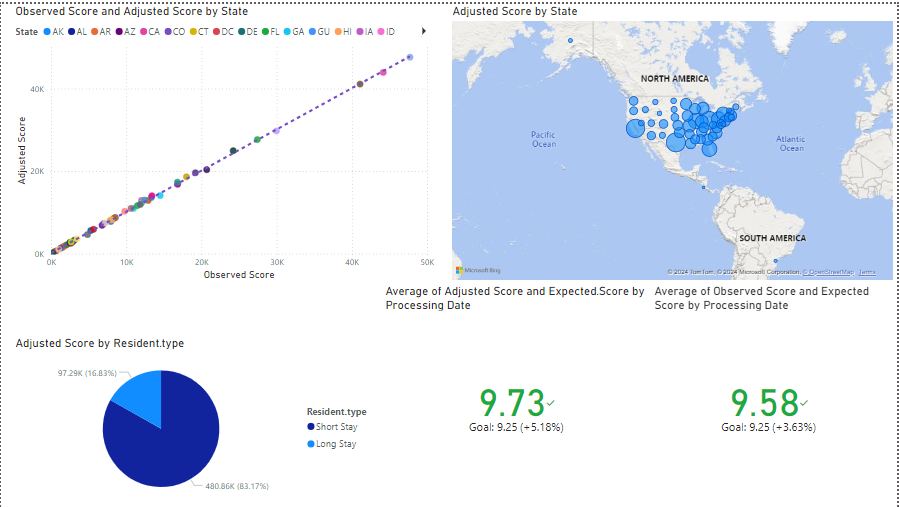 Observed Score and Adjusted Score by State
State AK AL AR AZ CA CO CT DC DE FL GA GU HI IA ID
Adjusted Score
40K
20K
0K
0K 10K 20K 30K 40K 50K
Observed Score
Adjusted Score by State
NORTH AMERICA
Pacific
Ocean
Atlantic
Ocean
SOUTH AMERICA
Microsoft Bing
© 2024 TomTom, © 2024 Microsoft Corporation, © OpenStreetMap Terms
Average of Adjusted Score and Expected.Score by
Processing Date
Average of Observed Score and Expected
Score by Processing Date
Adjusted Score by Resident.type
97.29K (16.83%)
480.86K (83.17%)
Resident.type
Short Stay
Long Stay
9.73
Goal: 9.25 (+5.18%)
9.58
Goal: 9.25 (+3.63%)